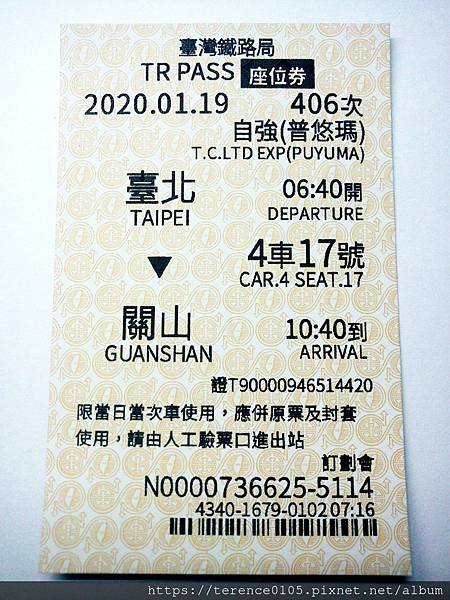 臺灣鐵路局
TR PASS 座位券
2020.01.19 406次
自強(普悠瑪)
T.C.LTD EXP(PUYUMA)
臺北 06:40開
TAIPEI DEPARTURE
4車17號
CAR.4 SEAT.17
關山 10:40到
GUANSHAN ARRIVAL
證T90000946514420
限當日當次車使用，應併原票及封套
使用，請由人工驗票口進出站
訂劃會
N0000736625-5114
4340-1679-0102 07:16
https://terence0105.pixnet.net/album